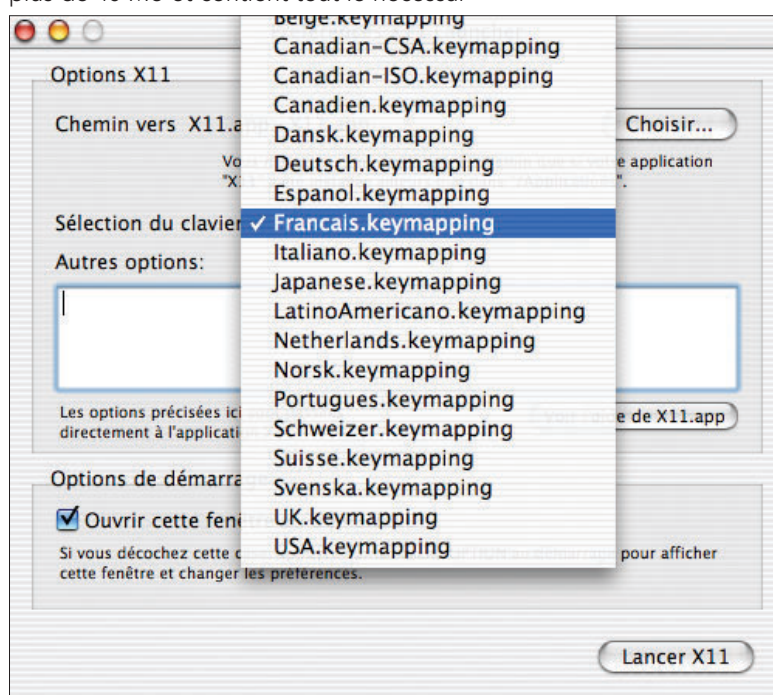 Belge.keymapping
Canadian-CSA.keymapping
Options X11
Canadian-ISO.keymapping
Canadien.keymapping
Chemin vers X11.a
Dansk.keymapping
Choisir...
Deutsch.keymapping
e application
"X
".
Espanol.keymapping
Sélection du clavier
✓ Francais.keymapping
Italiano.keymapping
Autres options:
Japanese.keymapping
LatinoAmericano.keymapping
Netherlands.keymapping
Norsk.keymapping
Portugues.keymapping
Les options précisées ici
e de X11.app
directement à l'applicati
Schweizer.keymapping
Suisse.keymapping
Options de démarra
Svenska.keymapping
Ouvrir cette fen
UK.keymapping
USA.keymapping
Si vous décochez cette
pour afficher
cette fenêtre et changer les préférences.
Lancer X11